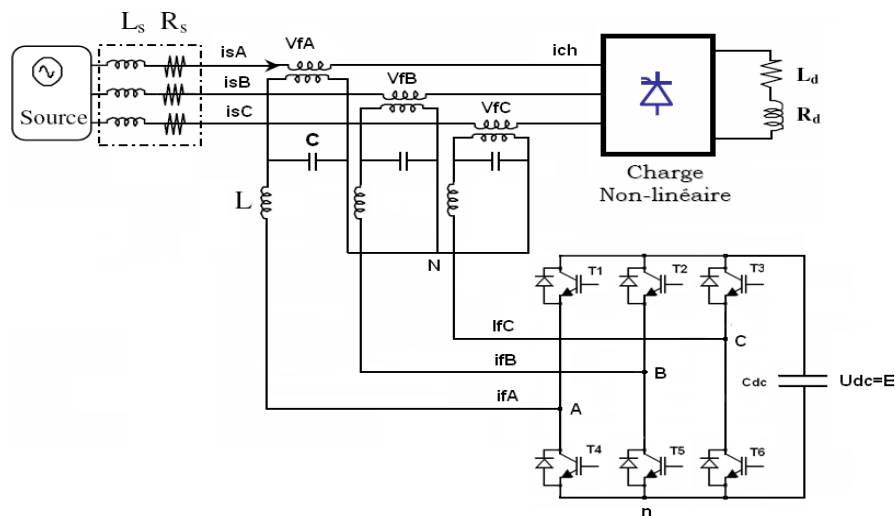 Ls Rs
isA
VfA
ich
isB
VfB
isC
VfC
Source
Ld
Rd
C
Charge
Non-linéaire
L
N
T1
T2
T3
IfC
C
ifB
B
Cdc
Udc=E
ifA
A
T4
T5
T6
n